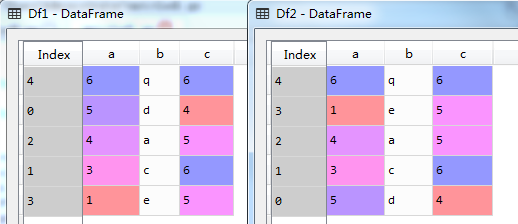 Df1 - DataFrame
Index a b c
4 6 q 6
0 5 d 4
2 4 a 5
1 3 c 6
3 1 e 5
Df2 - DataFrame
Index a b c
4 6 q 6
3 1 e 5
2 4 a 5
1 3 c 6
0 5 d 4